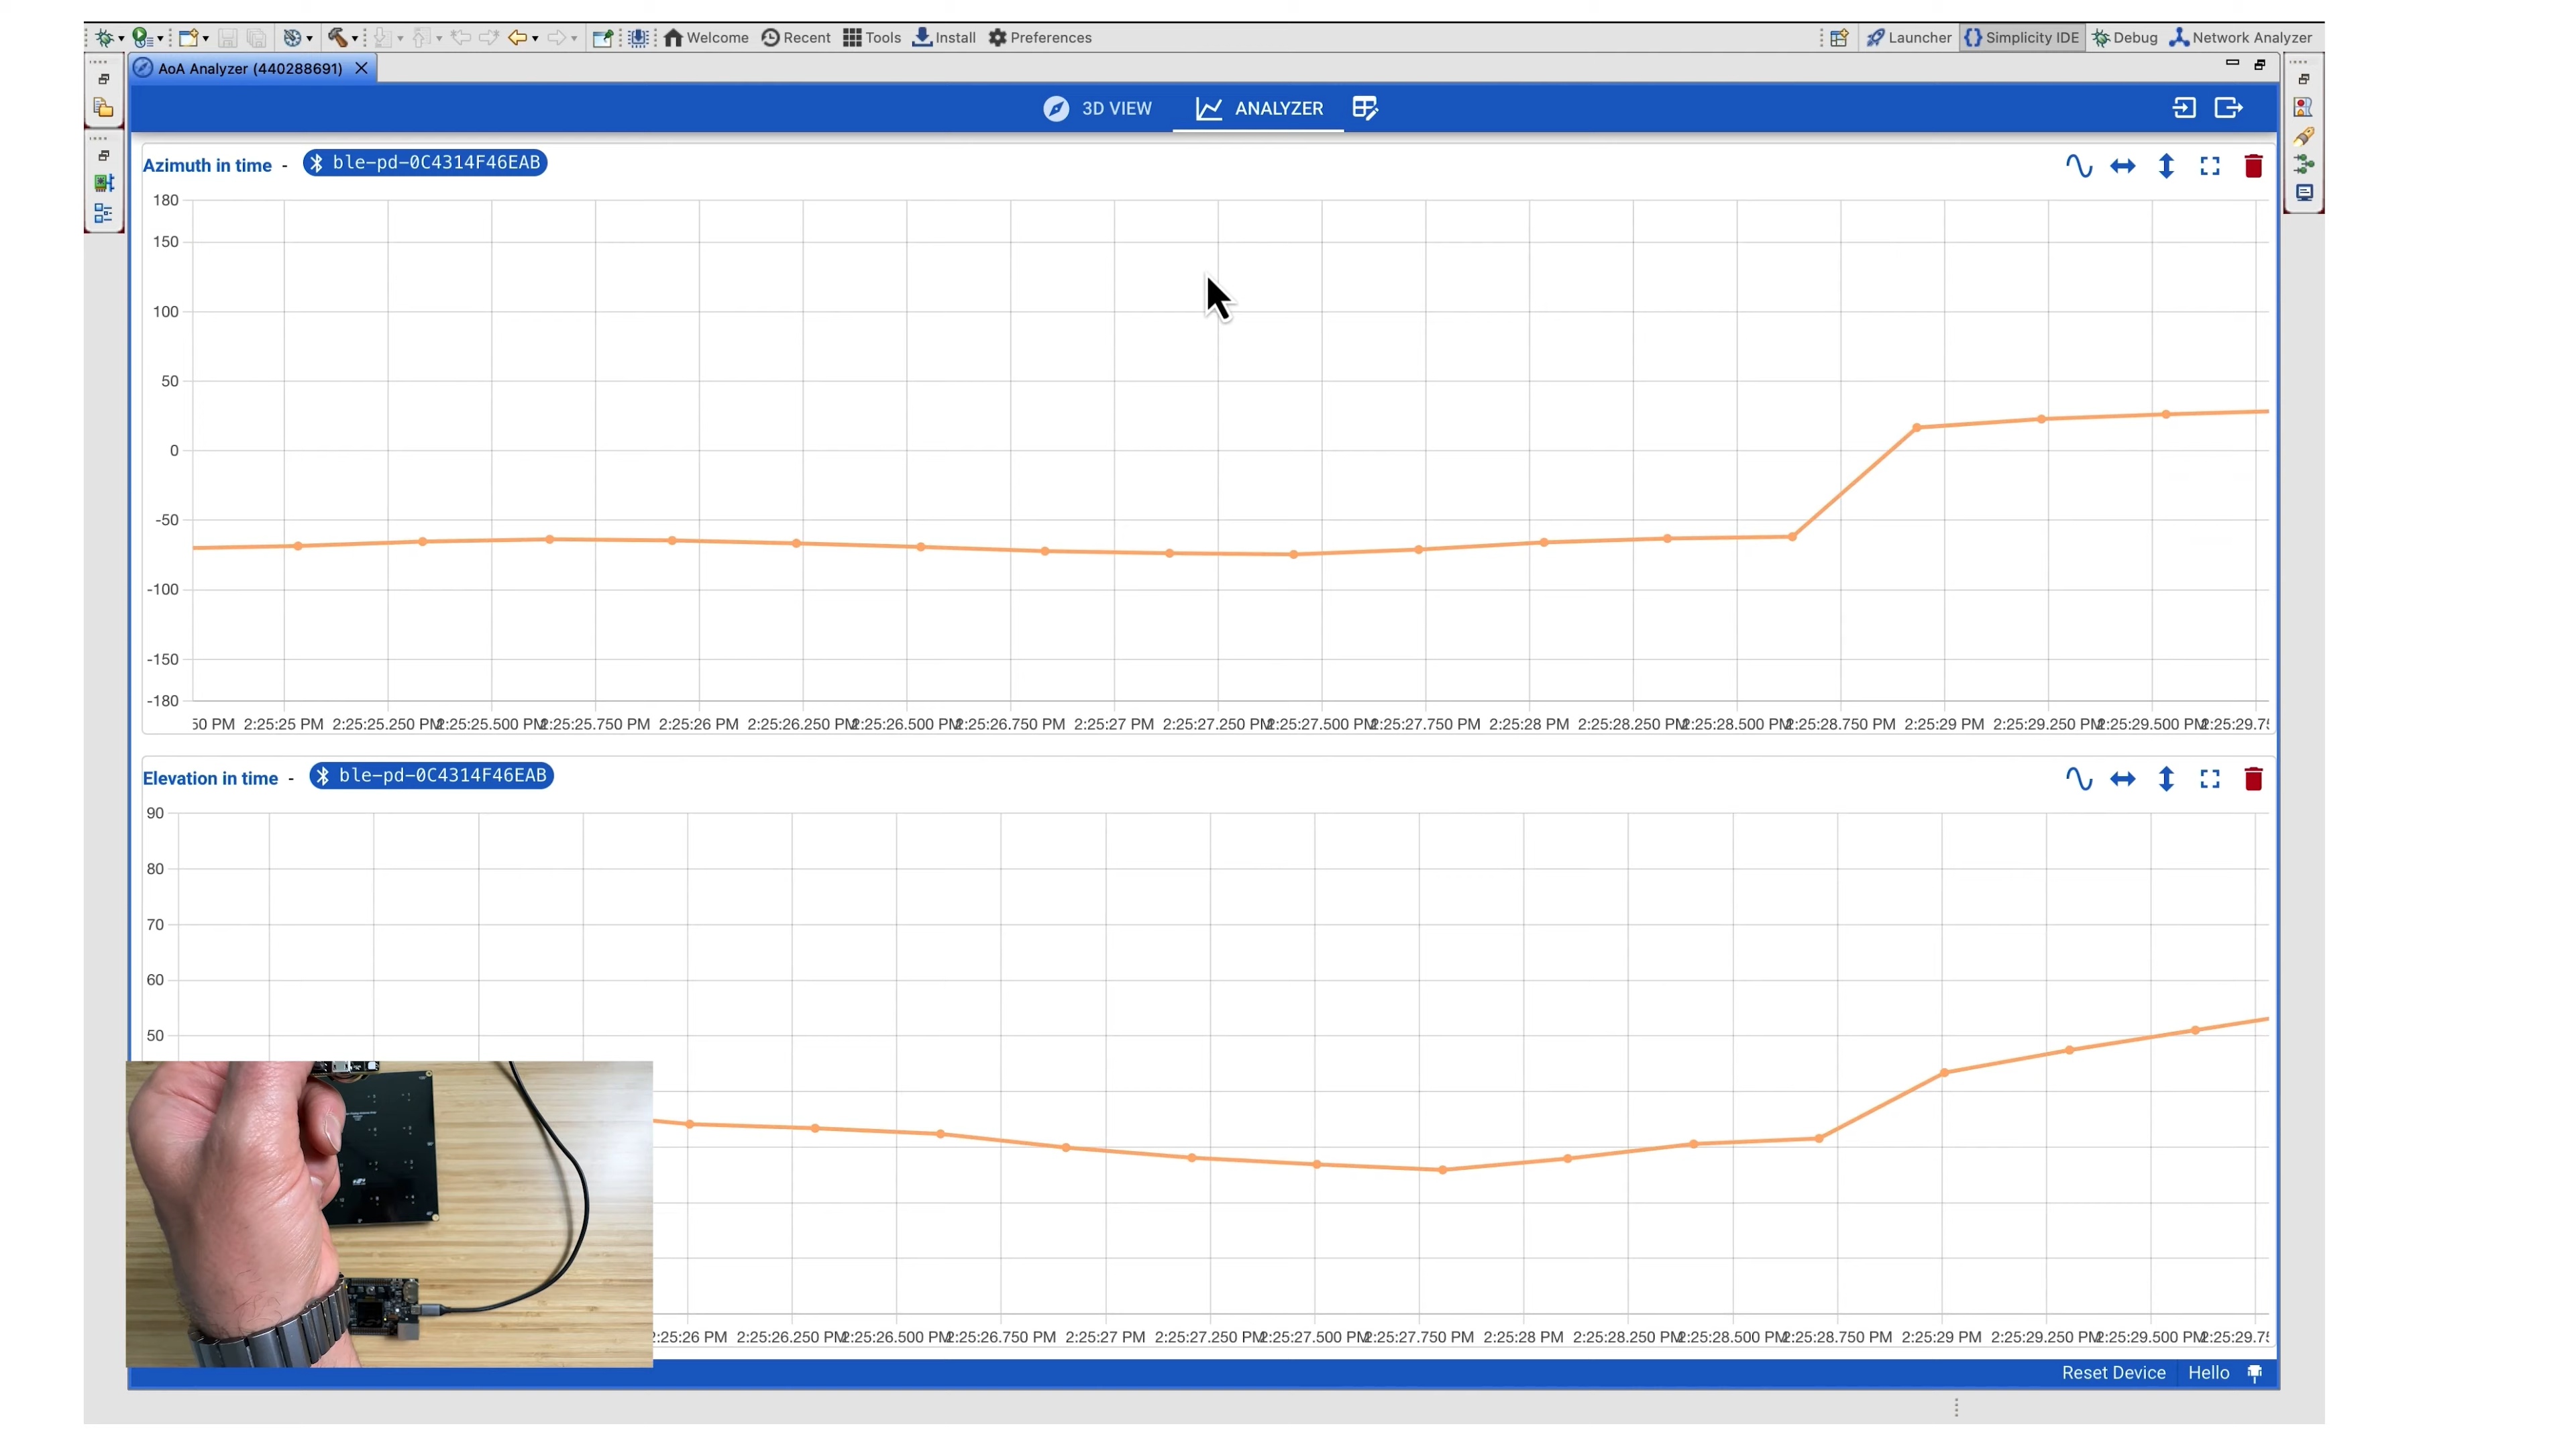 Welcome Recent Tools Install Preferences Launcher Simplicity IDE Debug Network Analyzer
AoA Analyzer (440288691)
3D VIEW ANALYZER
Azimuth in time - ble-pd-0C4314F46EAB
180
150
100
50
0
-50
-100
-150
-180
50 PM 2:25:25 PM 2:25:25.250 PM 2:25:25.500 PM 2:25:25.750 PM 2:25:26 PM 2:25:26.250 PM 2:25:26.500 PM 2:25:26.750 PM 2:25:27 PM 2:25:27.250 PM 2:25:27.500 PM 2:25:27.750 PM 2:25:28 PM 2:25:28.250 PM 2:25:28.500 PM 2:25:28.750 PM 2:25:29 PM 2:25:29.250 PM 2:25:29.500 PM 2:25:29.75
Elevation in time - ble-pd-0C4314F46EAB
90
80
70
60
50
2:25:26 PM 2:25:26.250 PM 2:25:26.500 PM 2:25:26.750 PM 2:25:27 PM 2:25:27.250 PM 2:25:27.500 PM 2:25:27.750 PM 2:25:28 PM 2:25:28.250 PM 2:25:28.500 PM 2:25:28.750 PM 2:25:29 PM 2:25:29.250 PM 2:25:29.500 PM 2:25:29.75
Reset Device Hello